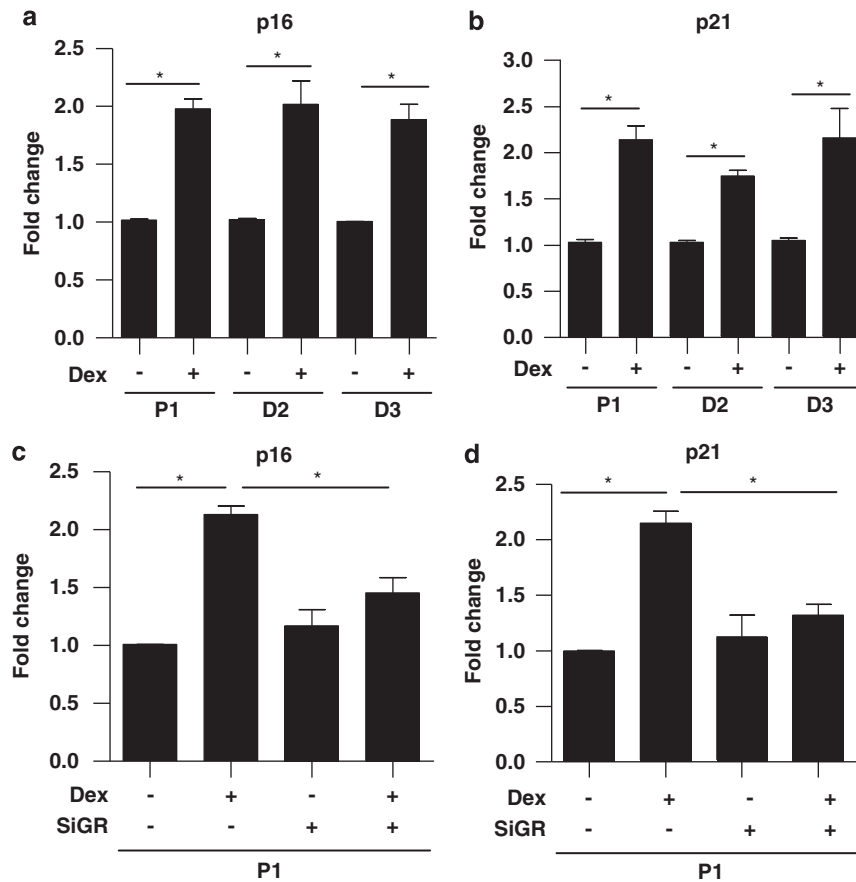 a
p16
Fold change
2.5
2.0
1.5
1.0
0.5
0.0
* * *
Dex - + - + - +
P1 D2 D3
b
p21
Fold change
3.0
2.5
2.0
1.5
1.0
0.5
0.0
* * *
Dex - + - + - +
P1 D2 D3
c
p16
Fold change
2.5
2.0
1.5
1.0
0.5
0.0
* *
Dex - + - +
SiGR - - + +
P1
d
p21
Fold change
2.5
2.0
1.5
1.0
0.5
0.0
* *
Dex - + - +
SiGR - - + +
P1